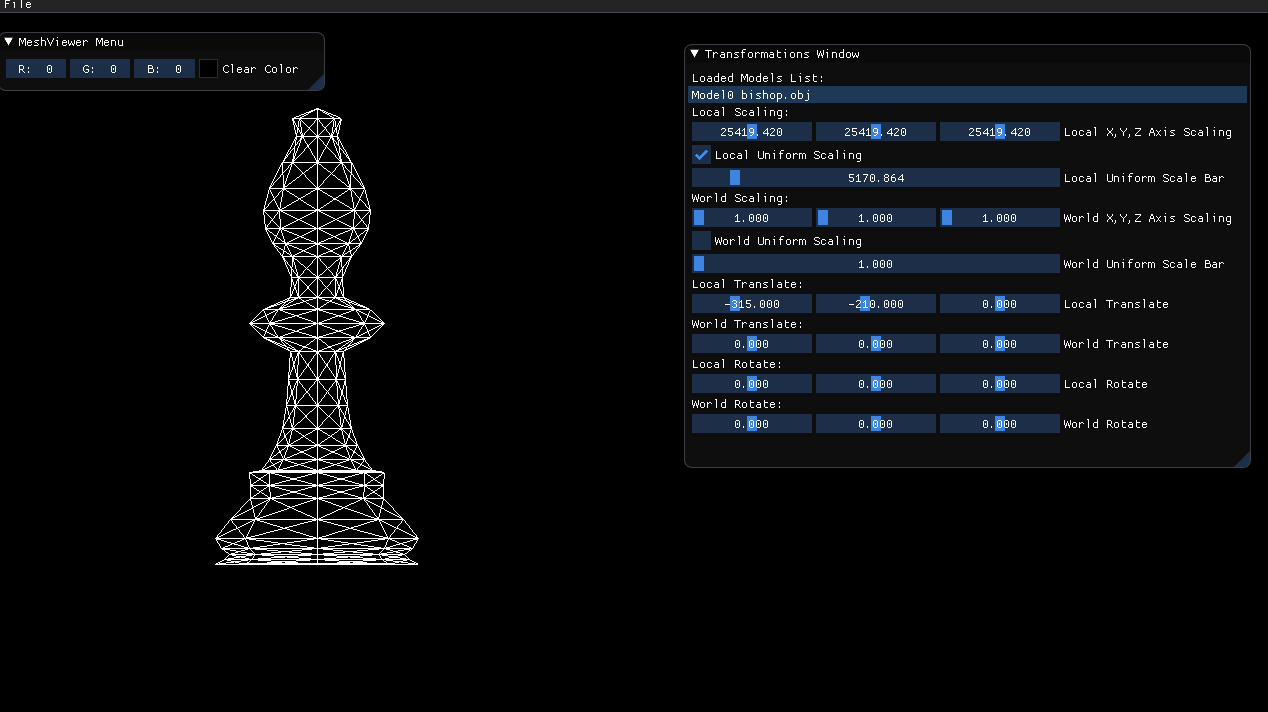 File
MeshViewer Menu
R: 0 G: 0 B: 0 Clear Color
Transformations Window
Loaded Models List:
Model0 bishop.obj
Local Scaling:
25419.420 25419.420 25419.420 Local X,Y,Z Axis Scaling
Local Uniform Scaling
5170.864 Local Uniform Scale Bar
World Scaling:
1.000 1.000 1.000 World X,Y,Z Axis Scaling
World Uniform Scaling
1.000 World Uniform Scale Bar
Local Translate:
-315.000 -210.000 0.000 Local Translate
World Translate:
0.000 0.000 0.000 World Translate
Local Rotate:
0.000 0.000 0.000 Local Rotate
World Rotate:
0.000 0.000 0.000 World Rotate